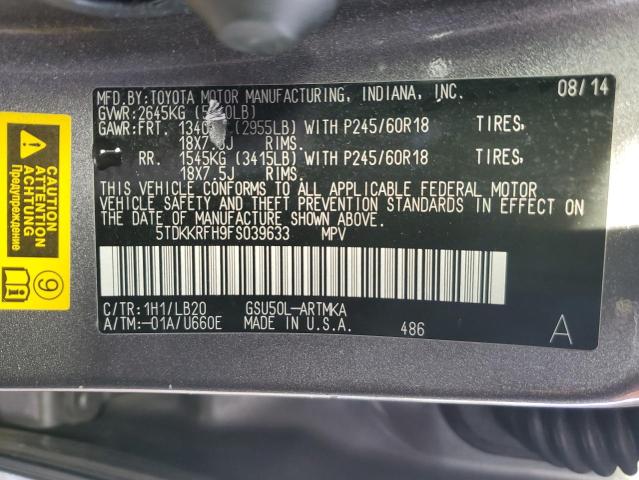 MFD.BY:TOYOTA MOTOR MANUFACTURING, INDIANA, INC. 08/14
GVWR:2645KG
GAWR:FRT. (2955LB) WITH P245/60R18 TIRES,
RIMS.
RR. 1545KG (3415LB) WITH P245/60R18 TIRES,
18X7.5J RIMS.
THIS VEHICLE CONFORMS TO ALL APPLICABLE FEDERAL MOTOR
VEHICLE SAFETY AND THEFT PREVENTION STANDARDS IN EFFECT ON
THE DATE OF MANUFACTURE SHOWN ABOVE.
5TDKKRFH9FS039633 MPV
C/TR:1H1/LB20 GSU50L-ARTMKA
A/TM:-01A/U660E MADE IN U.S.A. 486 A
CAUTION
ATTENTION
ACHTUNG
Предупреждение
9